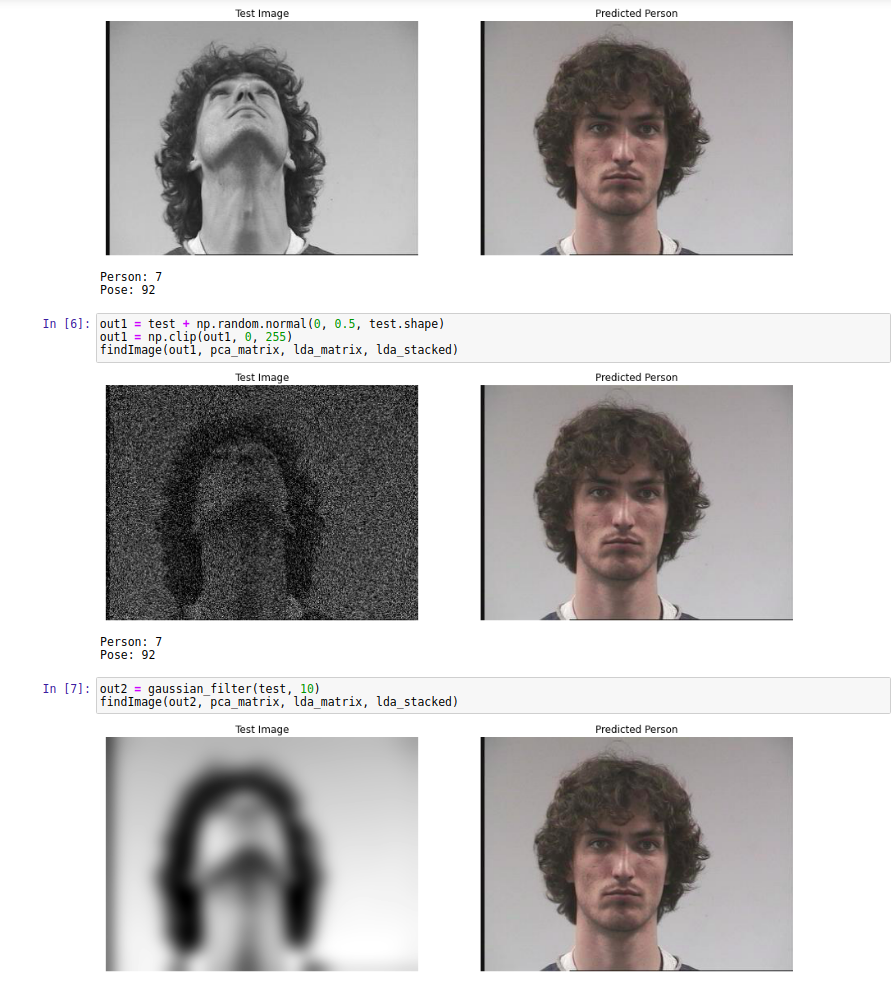 Test Image
Predicted Person
Person: 7
Pose: 92
In [6]:
out1 = test + np.random.normal(0, 0.5, test.shape)
out1 = np.clip(out1, 0, 255)
findImage(out1, pca_matrix, lda_matrix, lda_stacked)
Test Image
Predicted Person
Person: 7
Pose: 92
In [7]:
out2 = gaussian_filter(test, 10)
findImage(out2, pca_matrix, lda_matrix, lda_stacked)
Test Image
Predicted Person